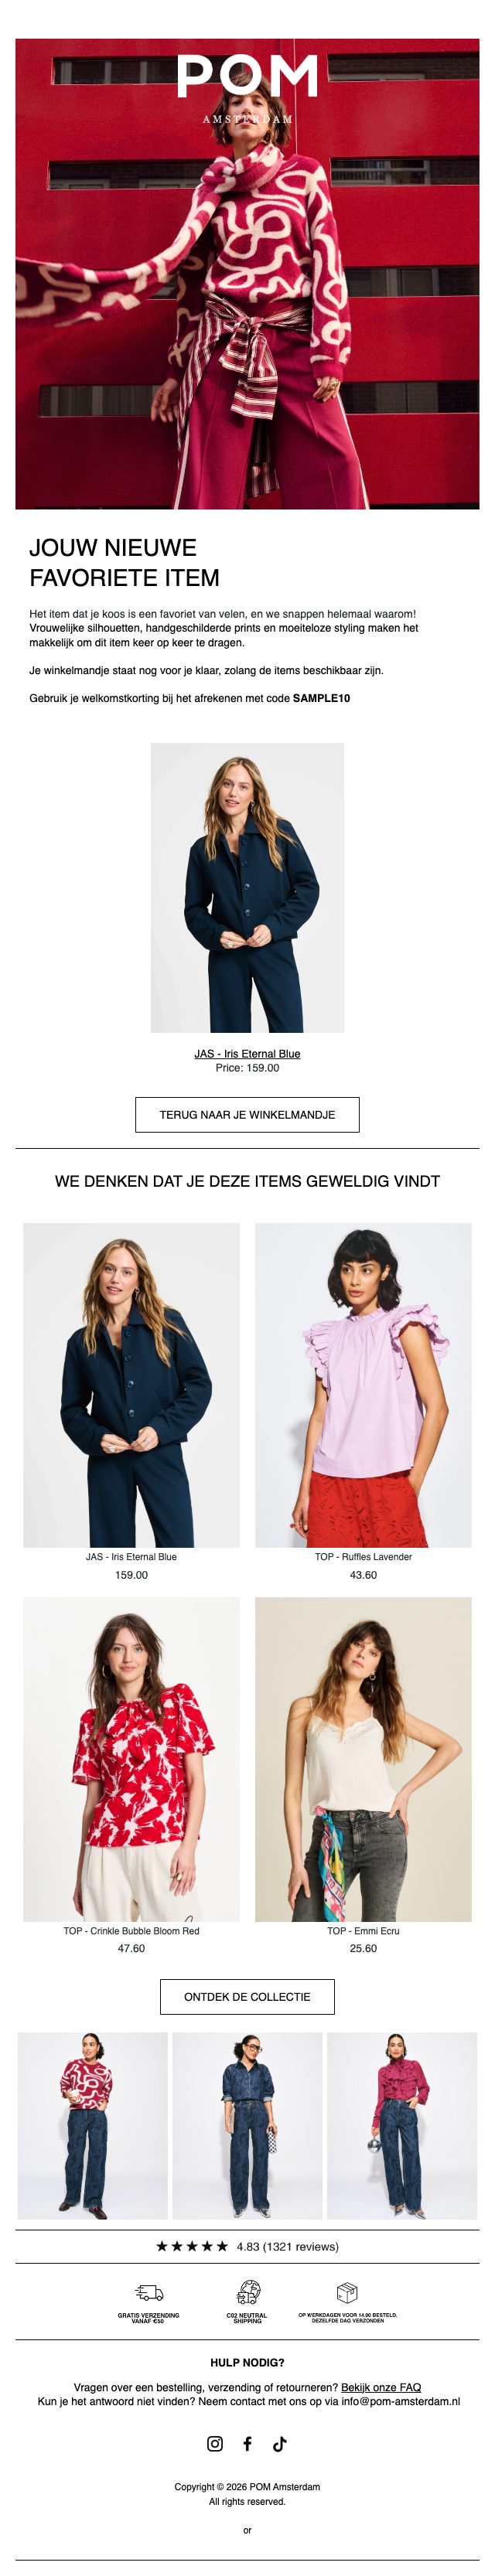 POM
AMSTERDAM
JOUW NIEUWE
FAVORIETE ITEM
Het item dat je koos is een favoriet van velen, en we snappen helemaal waarom!
Vrouwelijke silhouetten, handgeschilderde prints en moeiteloze styling maken het
makkelijk om dit item keer op keer te dragen.
Je winkelmandje staat nog voor je klaar, zolang de items beschikbaar zijn.
Gebruik je welkomstkorting bij het afrekenen met code SAMPLE10
JAS - Iris Eternal Blue
Price: 159.00
TERUG NAAR JE WINKELMANDJE
WE DENKEN DAT JE DEZE ITEMS GEWELDIG VINDT
JAS - Iris Eternal Blue
159.00
TOP - Ruffles Lavender
43.60
TOP - Crinkle Bubble Bloom Red
47.60
TOP - Emmi Ecru
25.60
ONTDEK DE COLLECTIE
★★★★★ 4.83 (1321 reviews)
GRATIS VERZENDING
VANAF €50
C02 NEUTRAL
SHIPPING
OP WERKDAGEN VOOR 14.00 BESTELD,
DEZELFDE DAG VERZONDEN
HULP NODIG?
Vragen over een bestelling, verzending of retourneren? Bekijk onze FAQ
Kun je het antwoord niet vinden? Neem contact met ons op via info@pom-amsterdam.nl
Copyright © 2026 POM Amsterdam
All rights reserved.
or